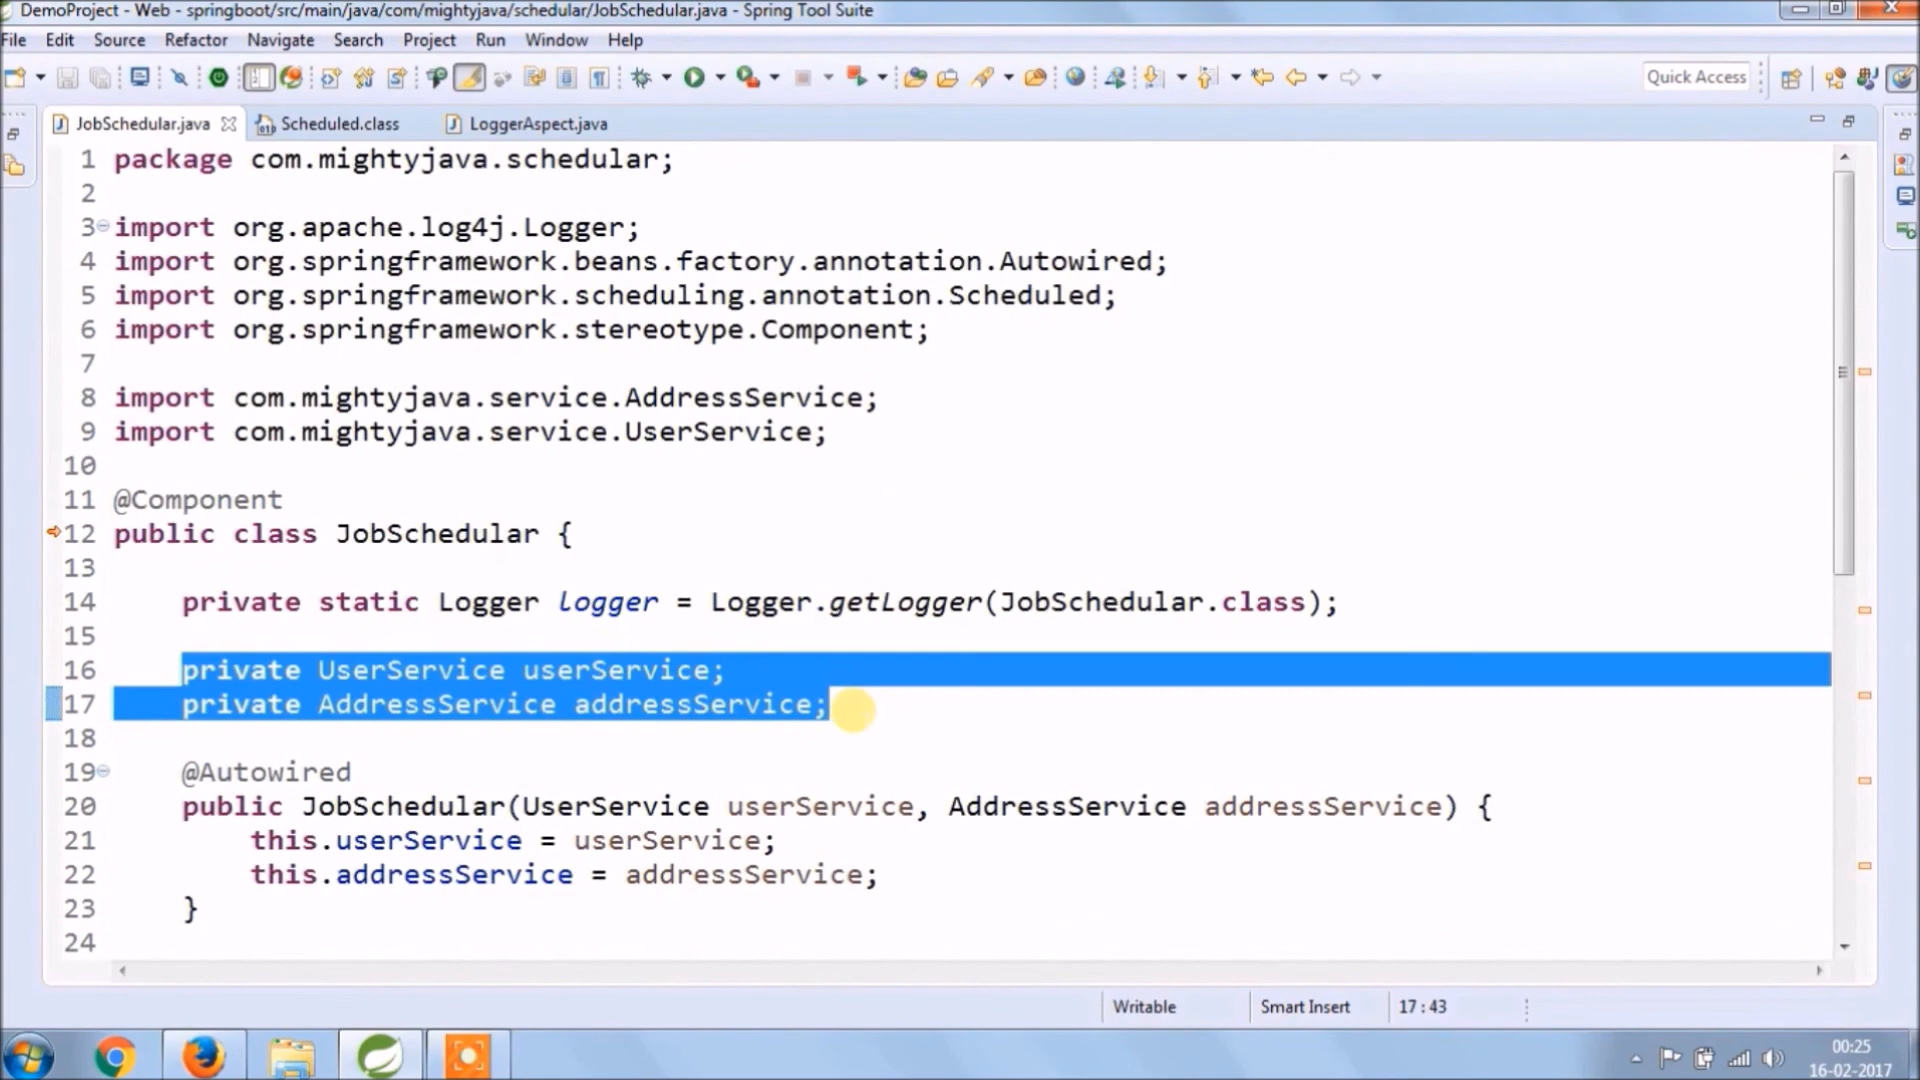 DemoProject - Web - springboot/src/main/java/com/mightyjava/schedular/JobSchedular.java - Spring Tool Suite
File Edit Source Refactor Navigate Search Project Run Window Help
Quick Access
JobSchedular.java Scheduled.class LoggerAspect.java
1 package com.mightyjava.schedular;
2
3 import org.apache.log4j.Logger;
4 import org.springframework.beans.factory.annotation.Autowired;
5 import org.springframework.scheduling.annotation.Scheduled;
6 import org.springframework.stereotype.Component;
7
8 import com.mightyjava.service.AddressService;
9 import com.mightyjava.service.UserService;
10
11 @Component
12 public class JobSchedular {
13
14 private static Logger logger = Logger.getLogger(JobSchedular.class);
15
16 private UserService userService;
17 private AddressService addressService;
18
19 @Autowired
20 public JobSchedular(UserService userService, AddressService addressService) {
21 this.userService = userService;
22 this.addressService = addressService;
23 }
24
Writable Smart Insert 17 : 43
00:25
16-02-2017